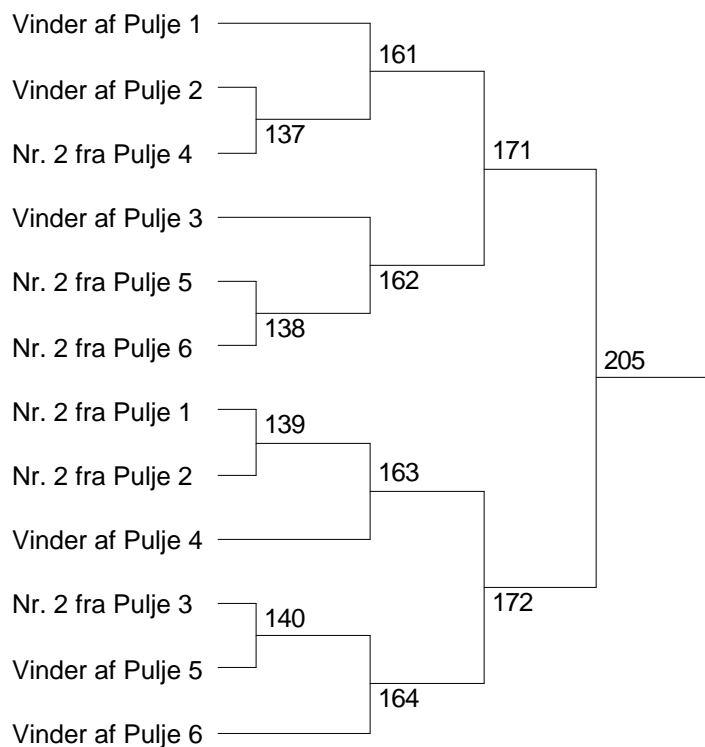 Vinder af Pulje 1
161
Vinder af Pulje 2
137
Nr. 2 fra Pulje 4
171
Vinder af Pulje 3
Nr. 2 fra Pulje 5
162
138
Nr. 2 fra Pulje 6
205
Nr. 2 fra Pulje 1
139
Nr. 2 fra Pulje 2
163
Vinder af Pulje 4
Nr. 2 fra Pulje 3
172
140
Vinder af Pulje 5
164
Vinder af Pulje 6